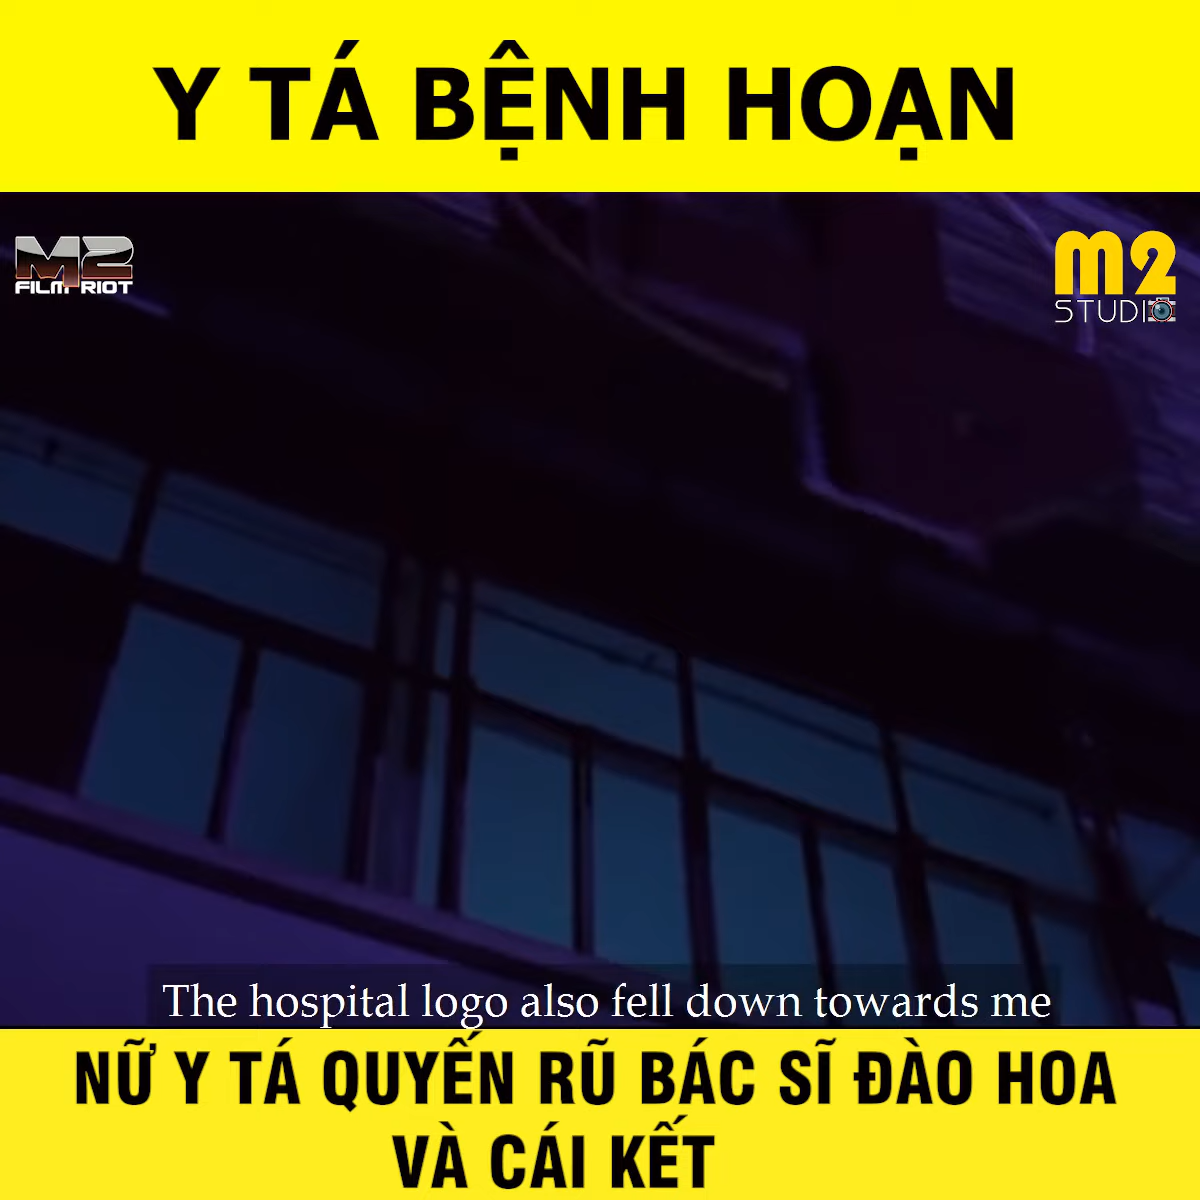 Y TÁ BỆNH HOẠN
M2
FILM RIOT
m2
STUDIO
The hospital logo also fell down towards me
NỮ Y TÁ QUYẾN RŨ BÁC SĨ ĐÀO HOA
VÀ CÁI KẾT